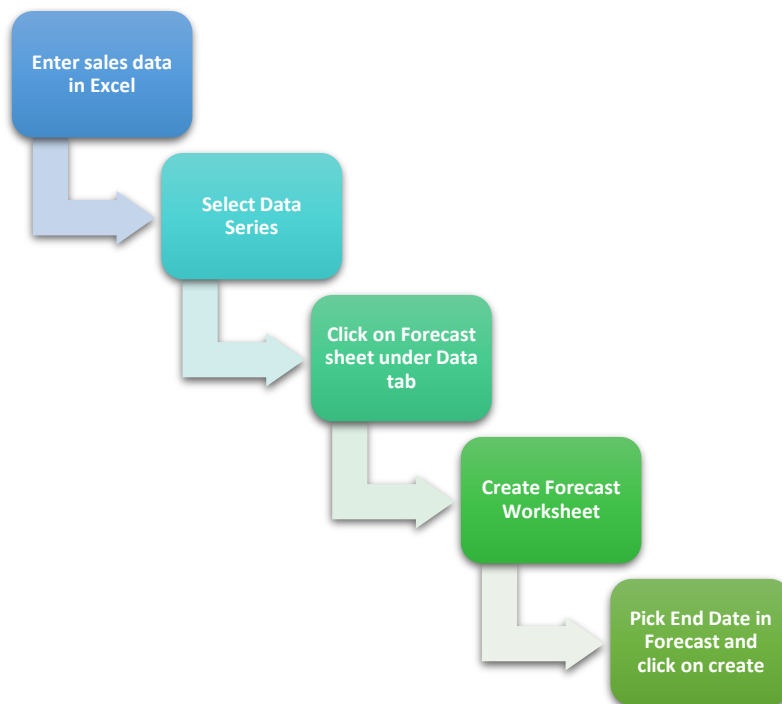 Enter sales data
in Excel
Select Data
Series
Click on Forecast
sheet under Data
tab
Create Forecast
Worksheet
Pick End Date in
Forecast and
click on create